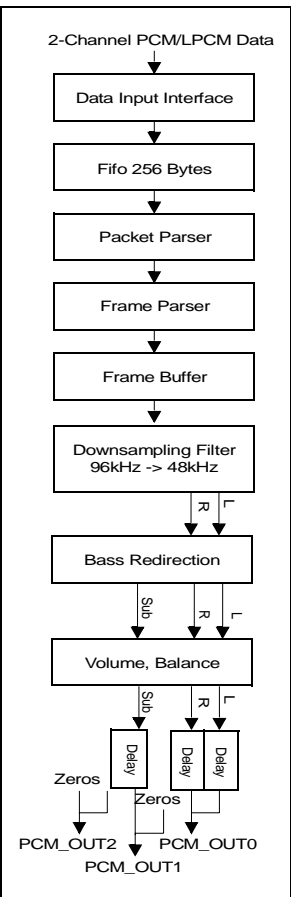 2-Channel PCM/LPCM Data
Data Input Interface
Fifo 256 Bytes
Packet Parser
Frame Parser
Frame Buffer
Downsampling Filter
96kHz -> 48kHz
R
L
Bass Redirection
Sub
R
L
Volume, Balance
Sub
R
L
Delay
Delay
Delay
Zeros
Zeros
PCM_OUT2
PCM_OUT0
PCM_OUT1